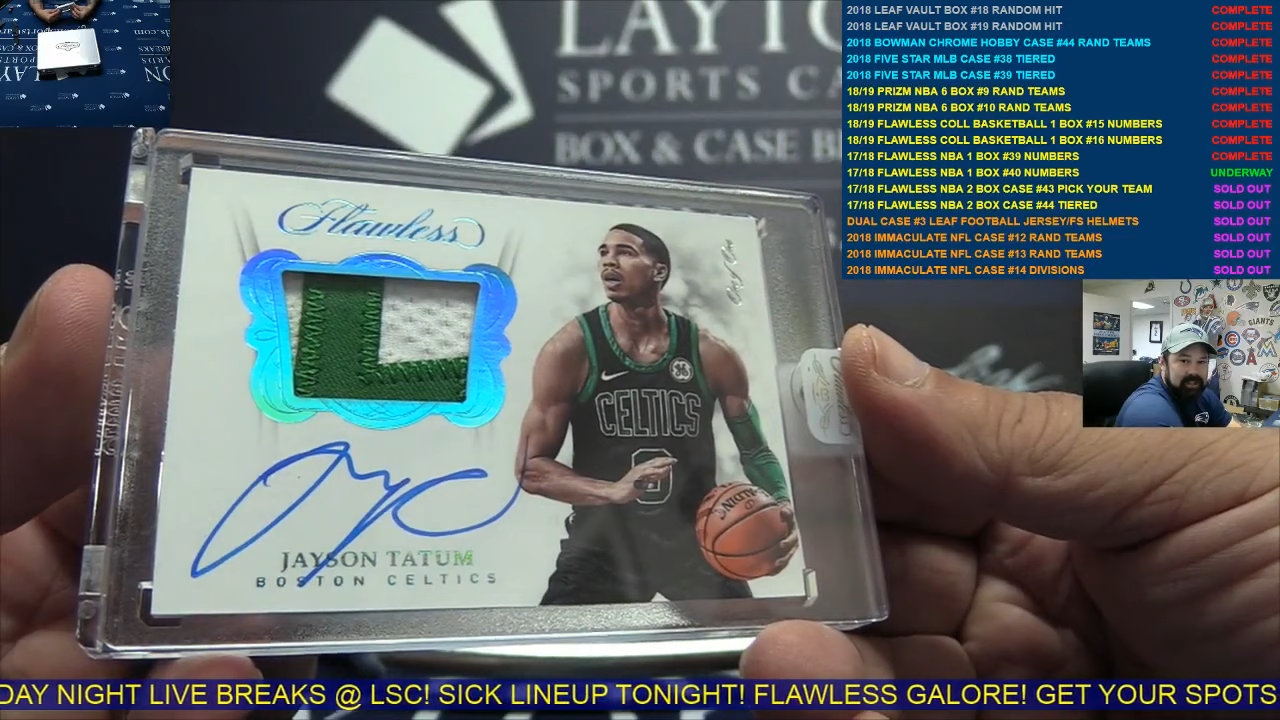 LAYTO
SPORTS CA
BOX & CASE B
2018 LEAF VAULT BOX #18 RANDOM HIT COMPLETE
2018 LEAF VAULT BOX #19 RANDOM HIT COMPLETE
2018 BOWMAN CHROME HOBBY CASE #44 RAND TEAMS COMPLETE
2018 FIVE STAR MLB CASE #38 TIERED COMPLETE
2018 FIVE STAR MLB CASE #39 TIERED COMPLETE
18/19 PRIZM NBA 6 BOX #9 RAND TEAMS COMPLETE
18/19 PRIZM NBA 6 BOX #10 RAND TEAMS COMPLETE
18/19 FLAWLESS COLL BASKETBALL 1 BOX #15 NUMBERS COMPLETE
18/19 FLAWLESS COLL BASKETBALL 1 BOX #16 NUMBERS COMPLETE
17/18 FLAWLESS NBA 1 BOX #39 NUMBERS COMPLETE
17/18 FLAWLESS NBA 1 BOX #40 NUMBERS UNDERWAY
17/18 FLAWLESS NBA 2 BOX CASE #43 PICK YOUR TEAM SOLD OUT
17/18 FLAWLESS NBA 2 BOX CASE #44 TIERED SOLD OUT
DUAL CASE #3 LEAF FOOTBALL JERSEY/FS HELMETS SOLD OUT
2018 IMMACULATE NFL CASE #12 RAND TEAMS SOLD OUT
2018 IMMACULATE NFL CASE #13 RAND TEAMS SOLD OUT
2018 IMMACULATE NFL CASE #14 DIVISIONS SOLD OUT
Flawless
CELTICS
0
SPALDING
JAYSON TATUM
BOSTON CELTICS
GIANTS
DAY NIGHT LIVE BREAKS @ LSC! SICK LINEUP TONIGHT! FLAWLESS GALORE! GET YOUR SPOTS